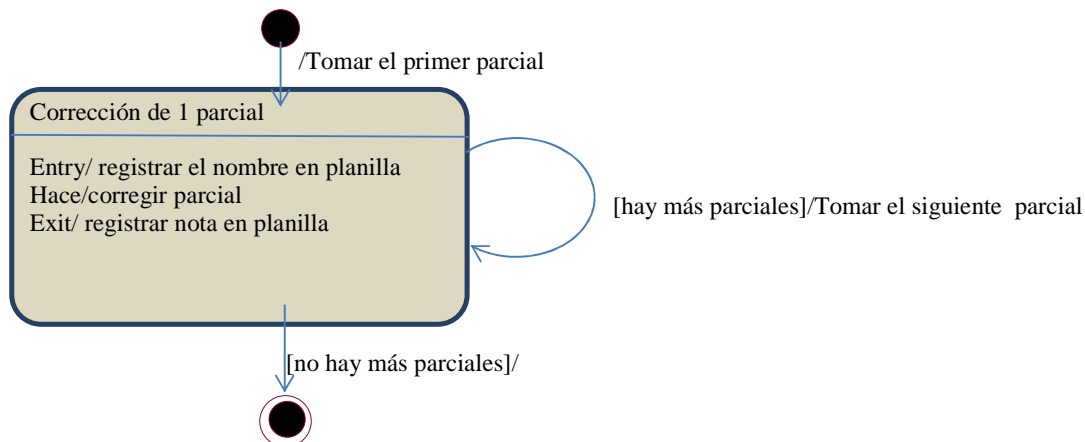 /Tomar el primer parcial
Corrección de 1 parcial
Entry/ registrar el nombre en planilla
Hace/corregir parcial
Exit/ registrar nota en planilla
[hay más parciales]/Tomar el siguiente  parcial
[no hay más parciales]/